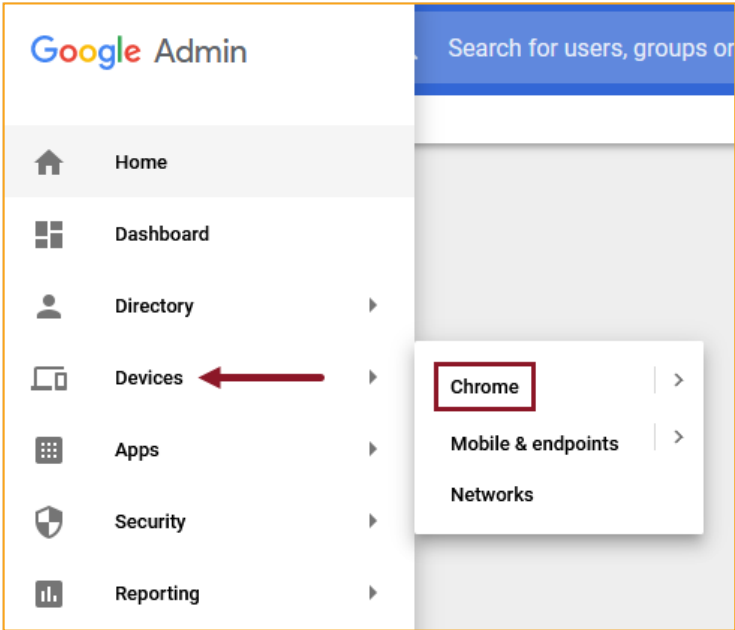 Google Admin
Search for users, groups or
Home
Dashboard
Directory
Devices
Apps
Security
Reporting
Chrome
Mobile & endpoints
Networks